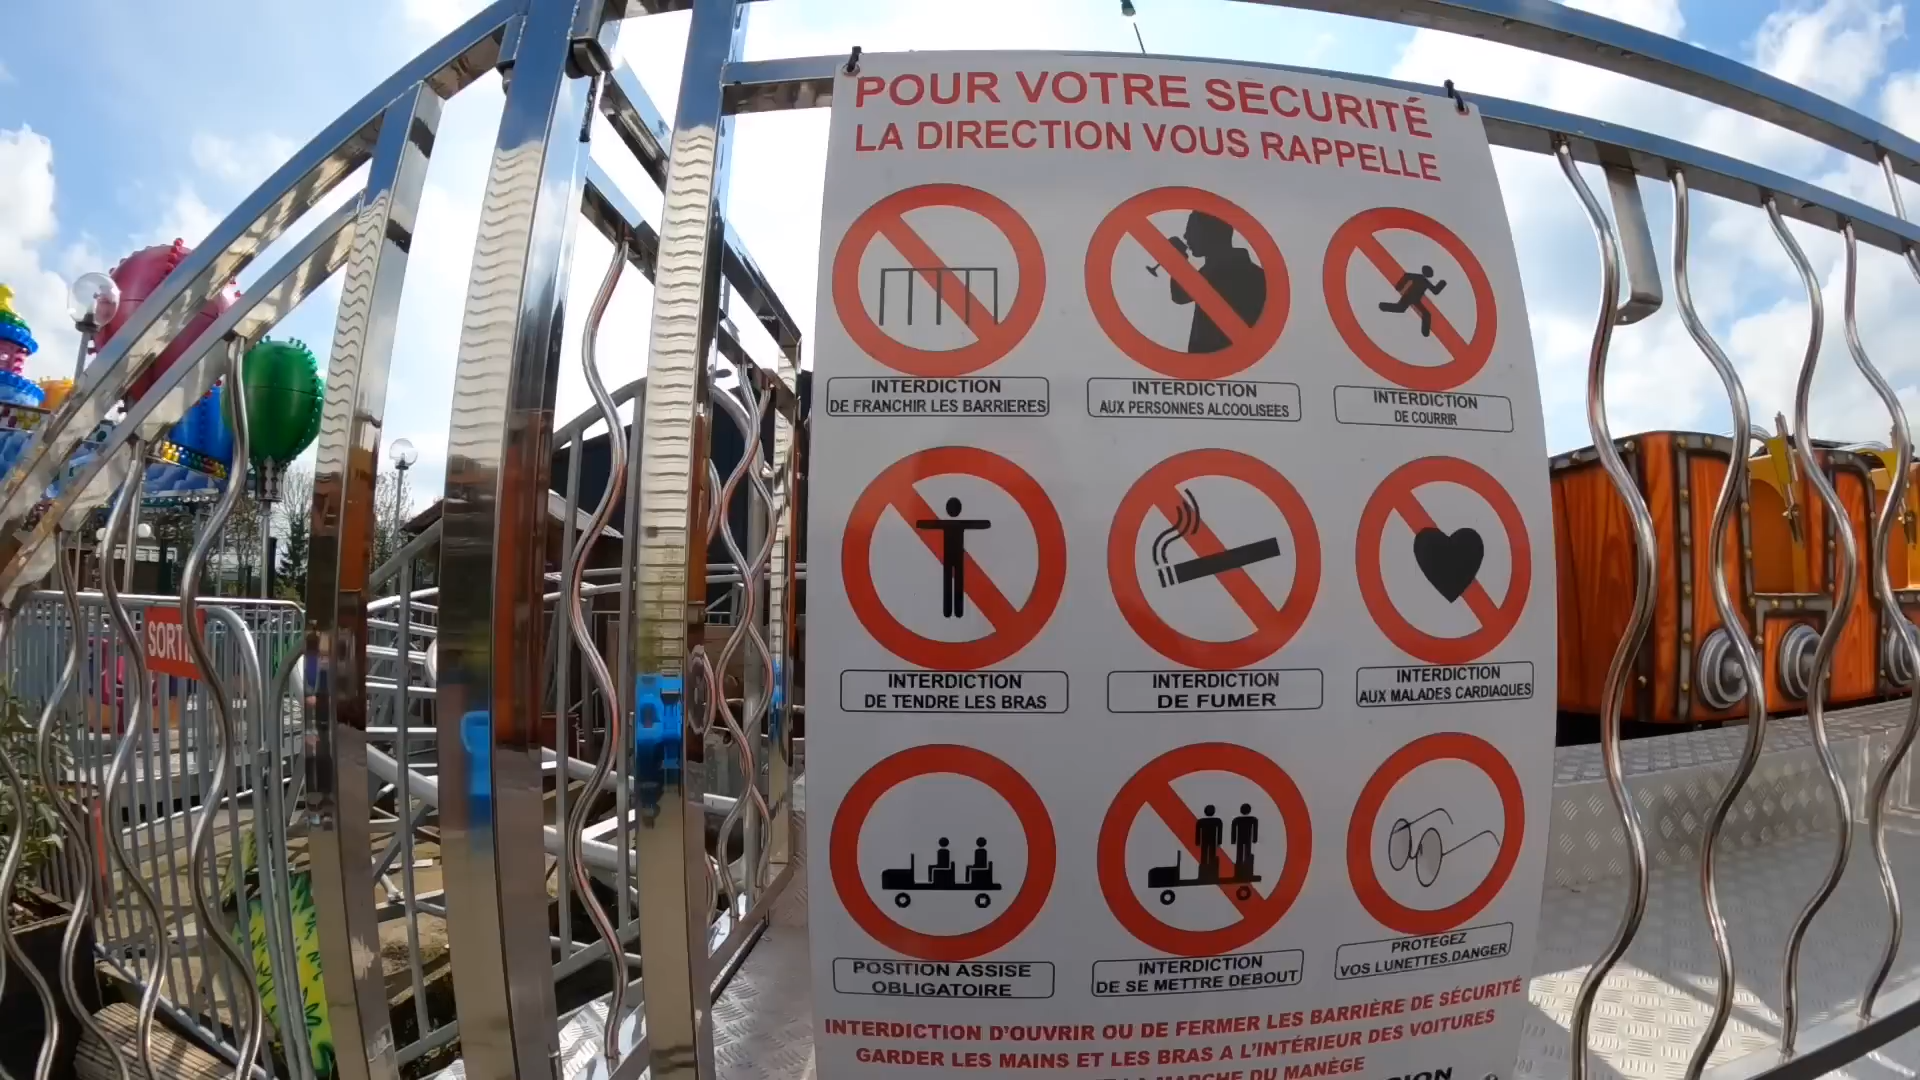 POUR VOTRE SÉCURITÉ
LA DIRECTION VOUS RAPPELLE
INTERDICTION
DE FRANCHIR LES BARRIERES
INTERDICTION
AUX PERSONNES ALCOOLISEES
INTERDICTION
DE COURRIR
INTERDICTION
DE TENDRE LES BRAS
INTERDICTION
DE FUMER
INTERDICTION
AUX MALADES CARDIAQUES
POSITION ASSISE
OBLIGATOIRE
INTERDICTION
DE SE METTRE DEBOUT
PROTEGEZ
VOS LUNETTES.DANGER
INTERDICTION D'OUVRIR OU DE FERMER LES BARRIÈRE DE SÉCURITÉ
GARDER LES MAINS ET LES BRAS A L'INTÉRIEUR DES VOITURES
LA MARCHE DU MANÈGE
SORTIE